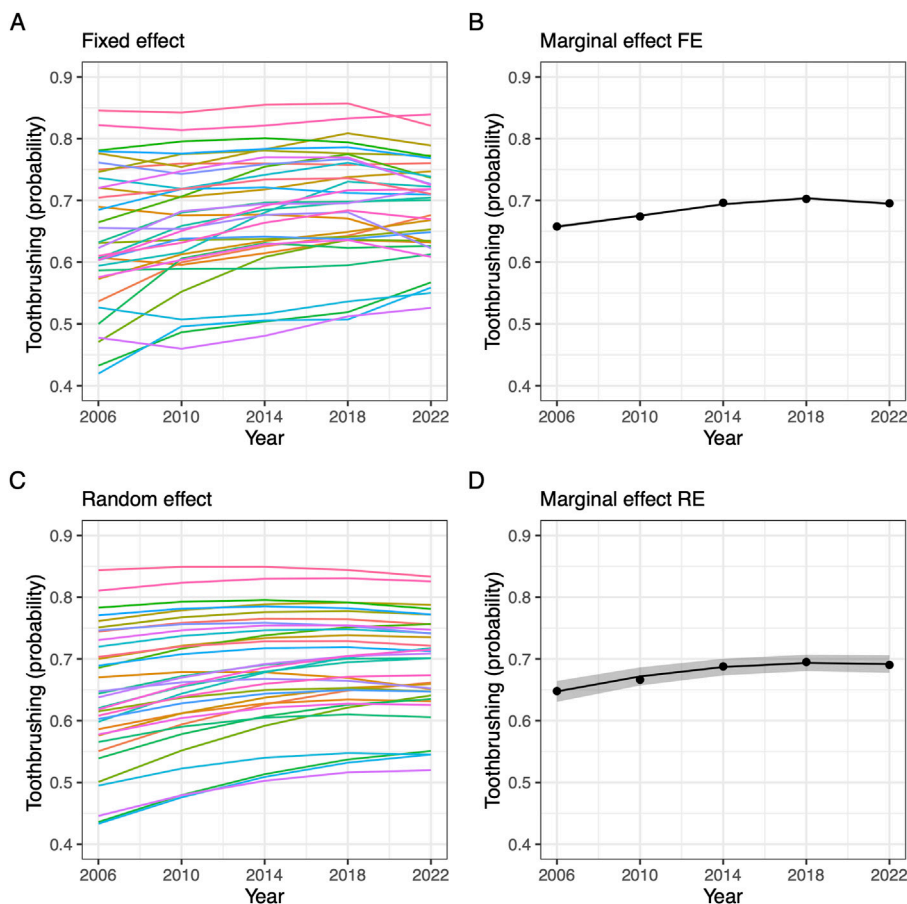 A
Fixed effect
Toothbrushing (probability)
0.9
0.8
0.7
0.6
0.5
0.4
2006 2010 2014 2018 2022
Year
B
Marginal effect FE
Toothbrushing (probability)
0.9
0.8
0.7
0.6
0.5
0.4
2006 2010 2014 2018 2022
Year
C
Random effect
Toothbrushing (probability)
0.9
0.8
0.7
0.6
0.5
0.4
2006 2010 2014 2018 2022
Year
D
Marginal effect RE
Toothbrushing (probability)
0.9
0.8
0.7
0.6
0.5
0.4
2006 2010 2014 2018 2022
Year